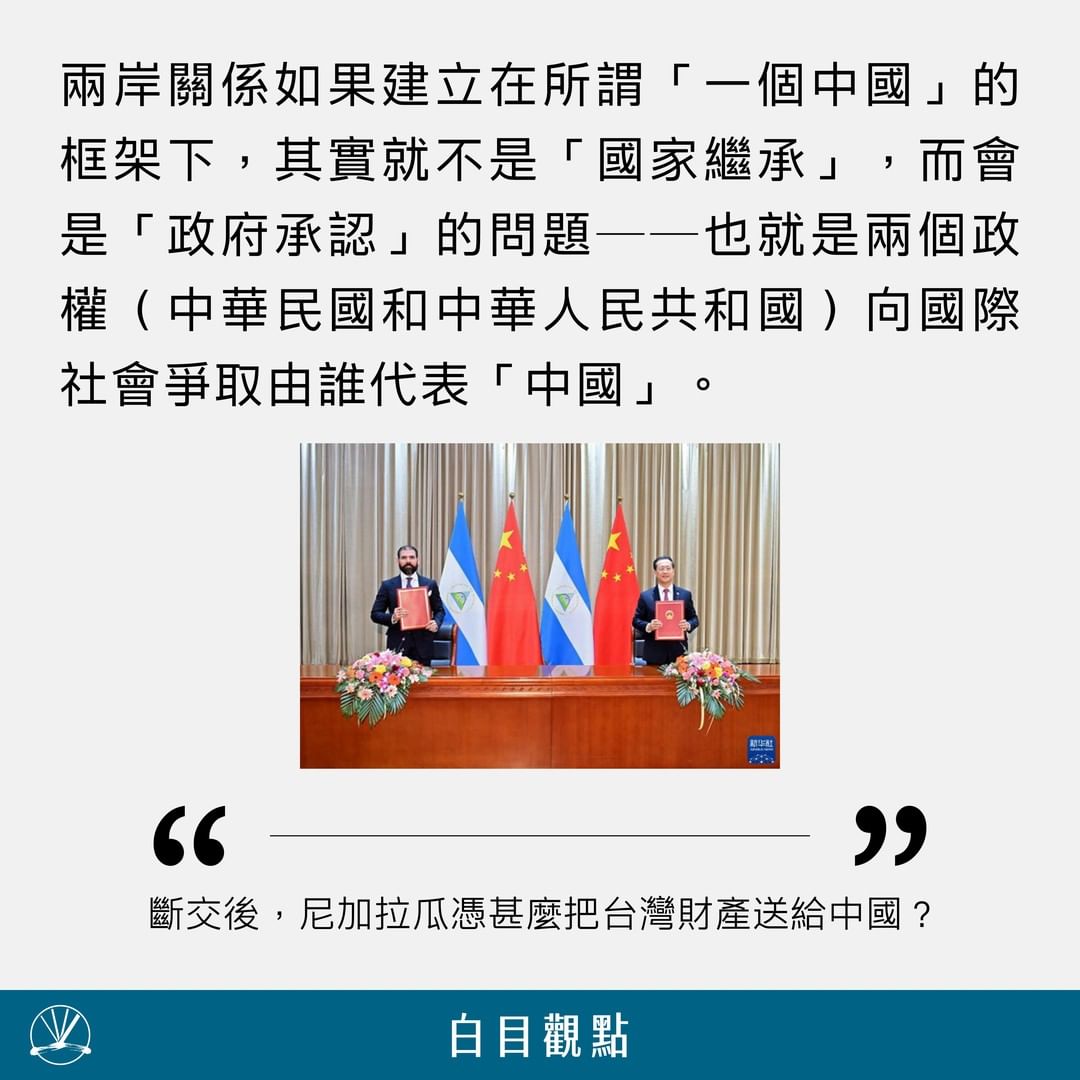 兩岸關係如果建立在所謂「一個中國」的
框架下，其實就不是「國家繼承」，而會
是「政府承認」的問題——也就是兩個政
權（中華民國和中華人民共和國）向國際
社會爭取由誰代表「中國」。
新华社
“ ”
斷交後，尼加拉瓜憑甚麼把台灣財產送給中國？
白目觀點